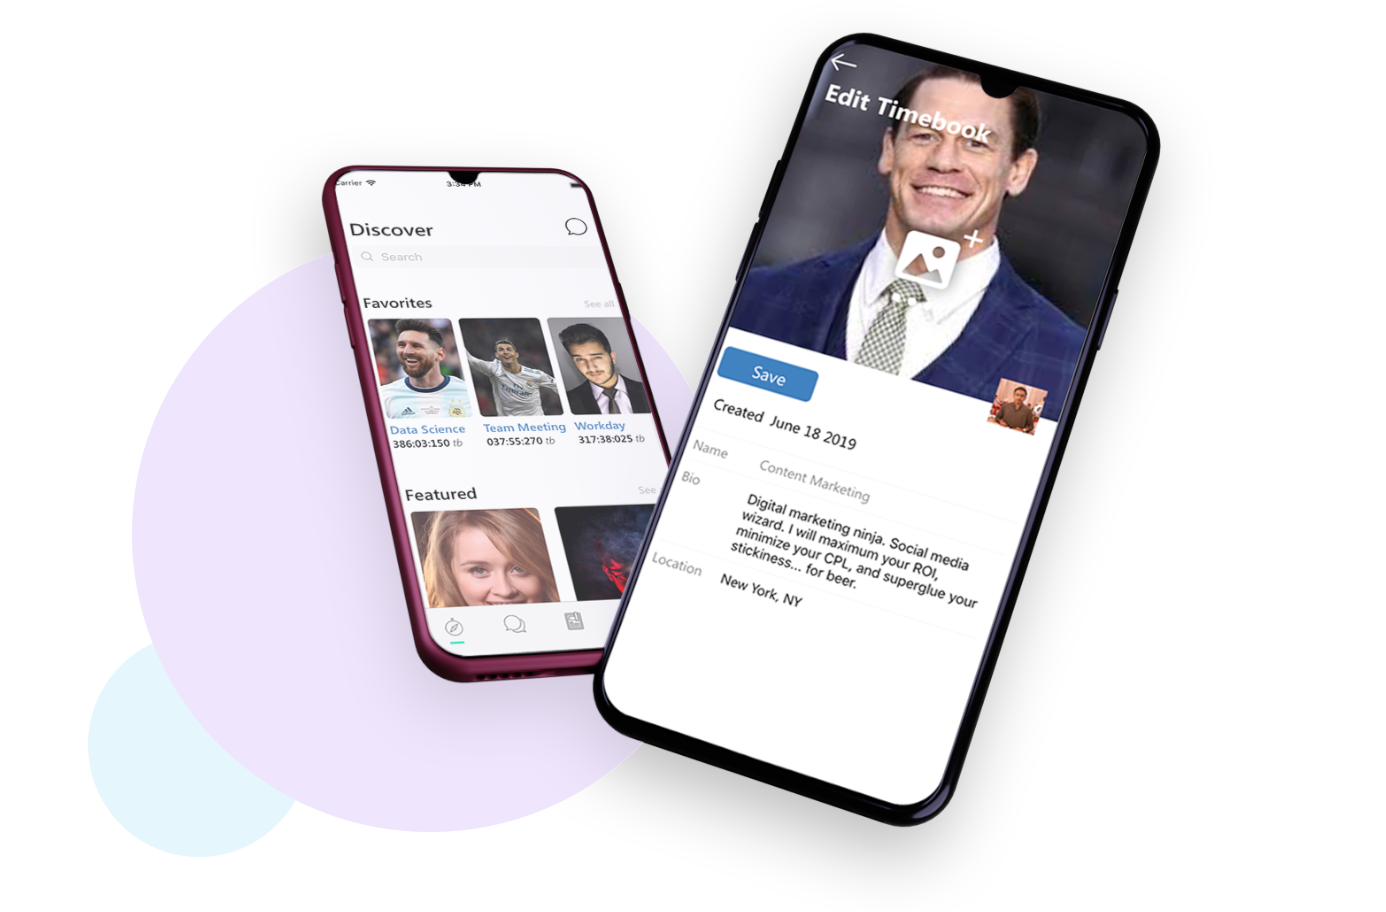 Carrier
3:34 PM
Discover
Search
Favorites
See all
Data Science
386:03:150 tb
Team Meeting
037:55:270 tb
Workday
317:38:025 tb
Featured
See
Edit Timebook
Save
Created June 18 2019
Name
Content Marketing
Bio
Digital marketing ninja. Social media
wizard. I will maximum your ROI,
minimize your CPL, and superglue your
stickiness... for beer.
Location
New York, NY